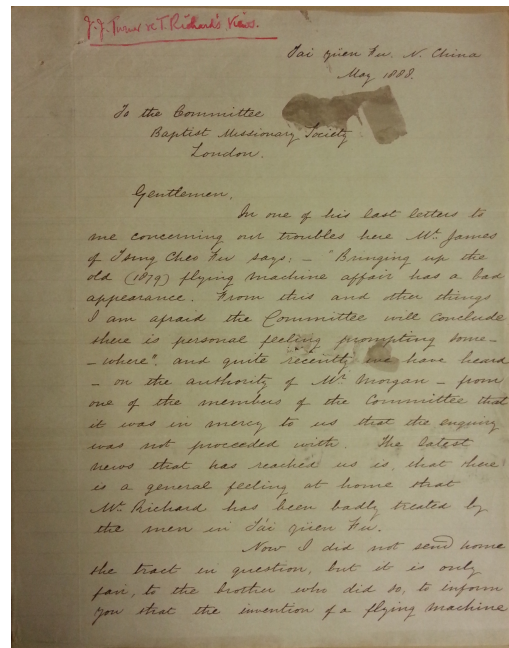 J. J. Turner re T. Richard's Views.
Tai Yüen Fu. N. China
May 1888.
To the Committee
Baptist Missionary Society
London.
Gentlemen,
In one of his last letters to
me concerning our troubles here Mr. James
of Tsing Cheo Fu says; – "Bringing up the
old (1879) flying machine affair has a bad
appearance. From this and other things
I am afraid the Committee will conclude
there is personal feeling prompting some-
-where". and quite recently we have heard
– on the authority of Mr. Morgan – from
one of the members of the Committee that
it was in mercy to us that the enquiry
was not proceeded with. The latest
news that has reached us is, that there
is a general feeling at home that
Mr. Richard has been badly treated by
the men in Tai Yuen Fu.
Now I did not send home
the tract in question, but it is only
fair, to the brother who did so, to inform
you that the invention of a flying machine